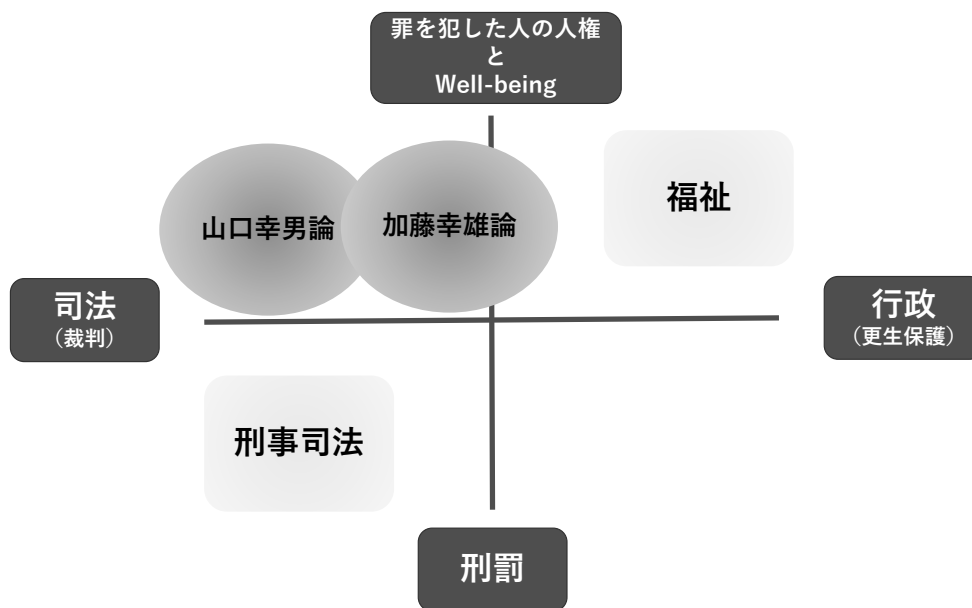 罪を犯した人の人権
と
Well-being
福祉
山口幸男論
加藤幸雄論
司法
（裁判）
行政
（更生保護）
刑事司法
刑罰